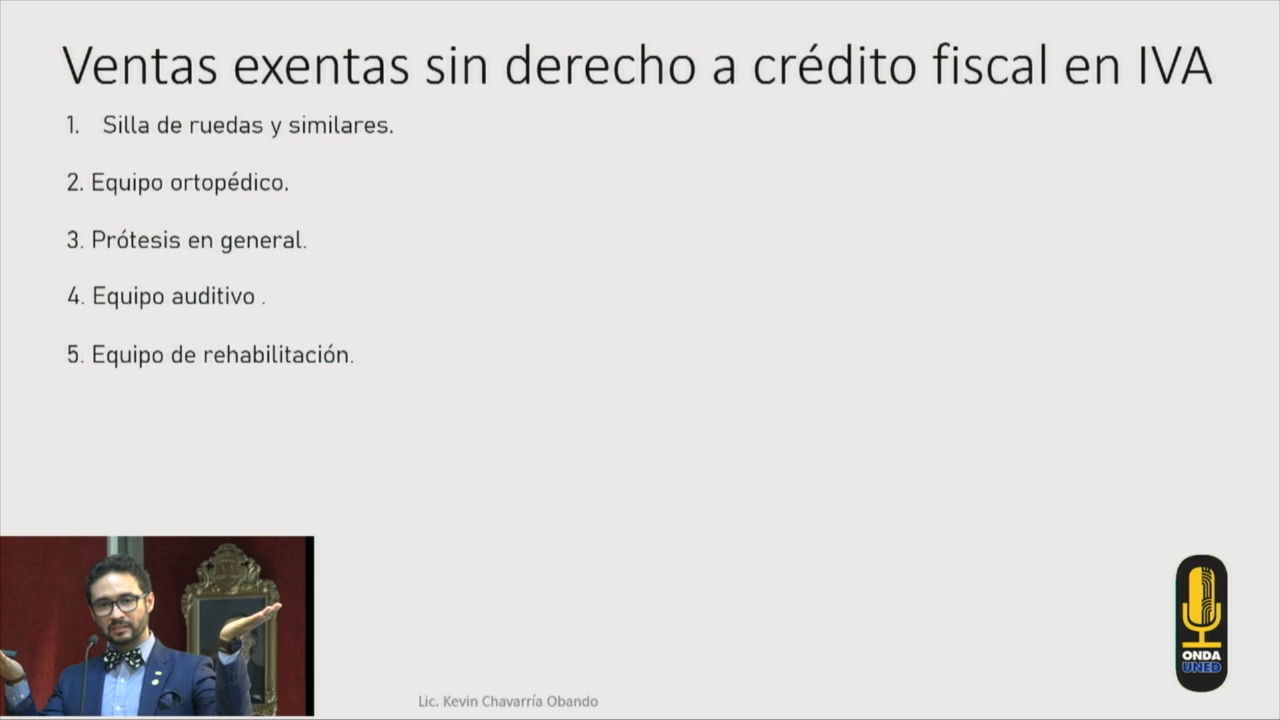 Ventas exentas sin derecho a crédito fiscal en IVA
1. Silla de ruedas y similares.
2. Equipo ortopédico.
3. Prótesis en general.
4. Equipo auditivo .
5. Equipo de rehabilitación.
ONDA
UNED
Lic. Kevin Chavarría Obando